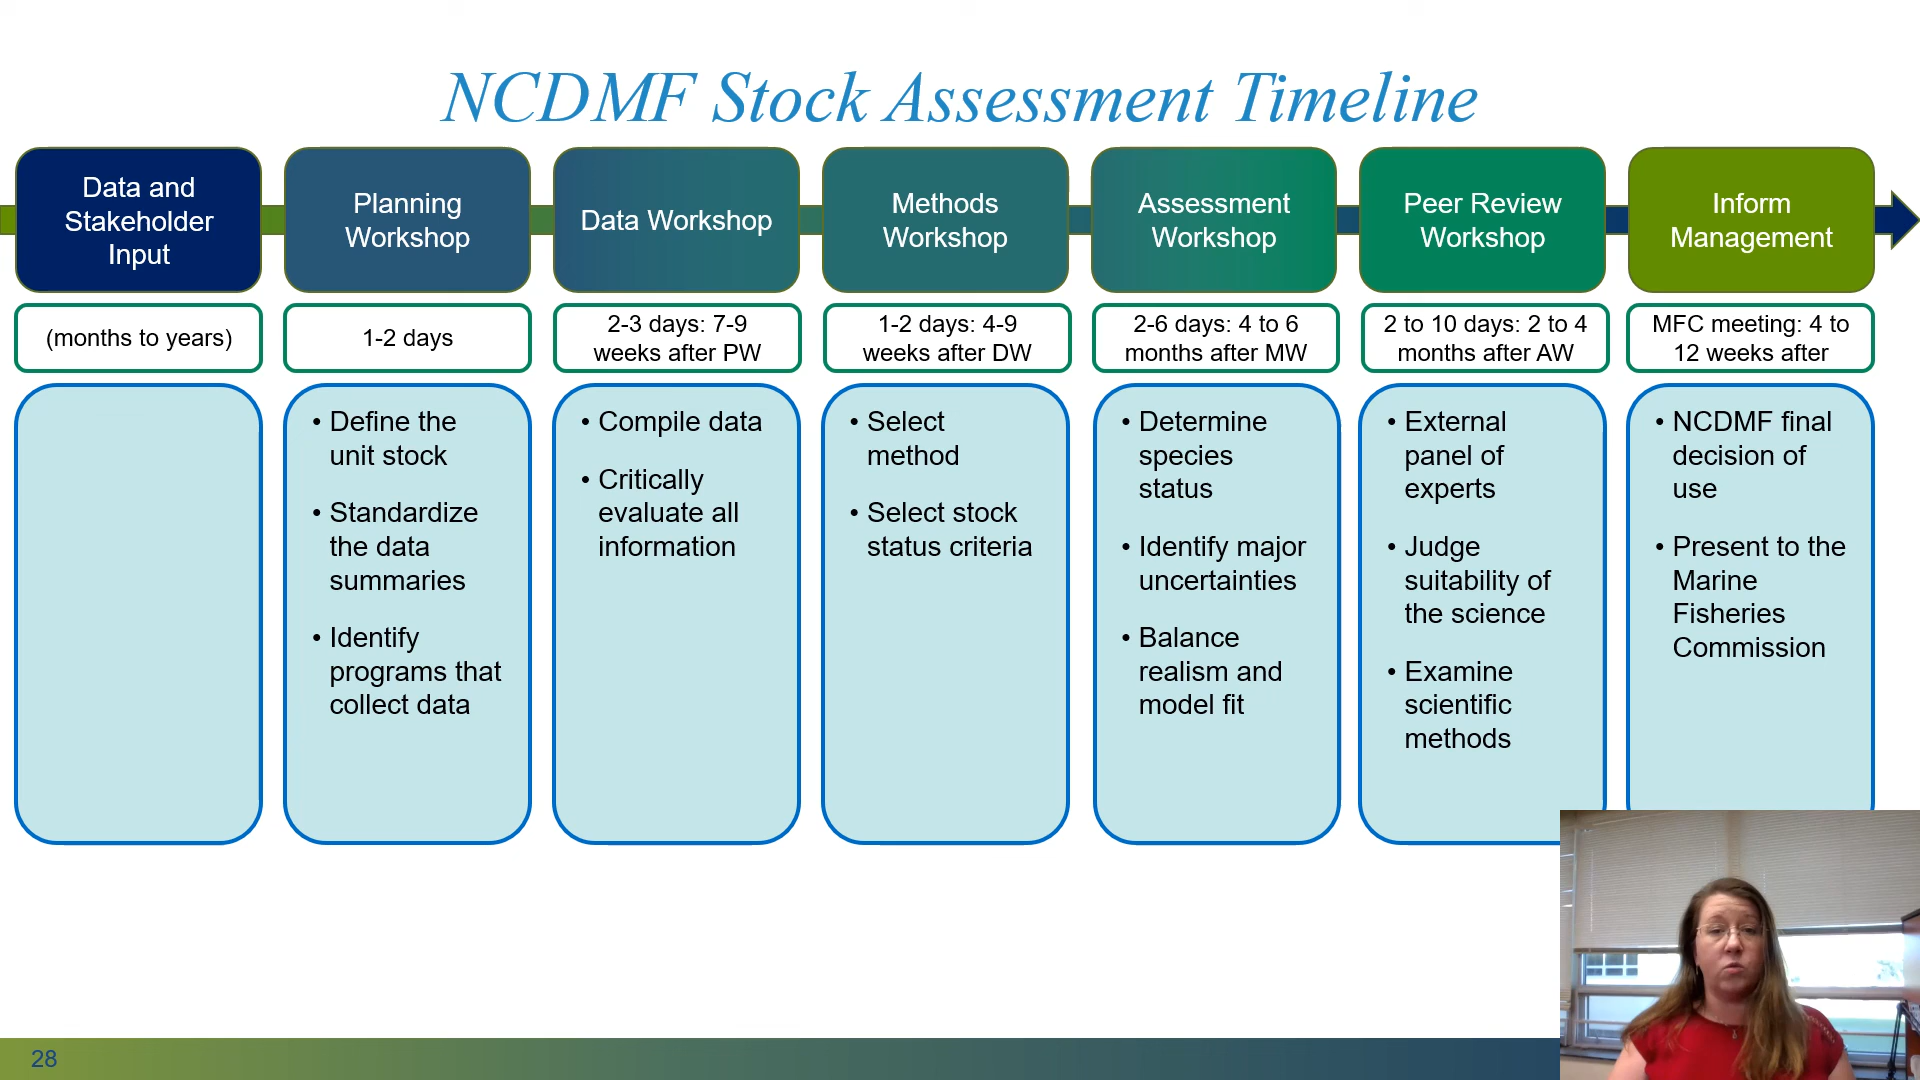 NCDMF Stock Assessment Timeline
Data and
Stakeholder
Input
Planning
Workshop
Data Workshop
Methods
Workshop
Assessment
Workshop
Peer Review
Workshop
Inform
Management
(months to years)
1-2 days
2-3 days: 7-9
weeks after PW
1-2 days: 4-9
weeks after DW
2-6 days: 4 to 6
months after MW
2 to 10 days: 2 to 4
months after AW
MFC meeting: 4 to
12 weeks after
• Define the
unit stock
• Standardize
the data
summaries
• Identify
programs that
collect data
• Compile data
• Critically
evaluate all
information
• Select
method
• Select stock
status criteria
• Determine
species
status
• Identify major
uncertainties
• Balance
realism and
model fit
• External
panel of
experts
• Judge
suitability of
the science
• Examine
scientific
methods
• NCDMF final
decision of
use
• Present to the
Marine
Fisheries
Commission
28